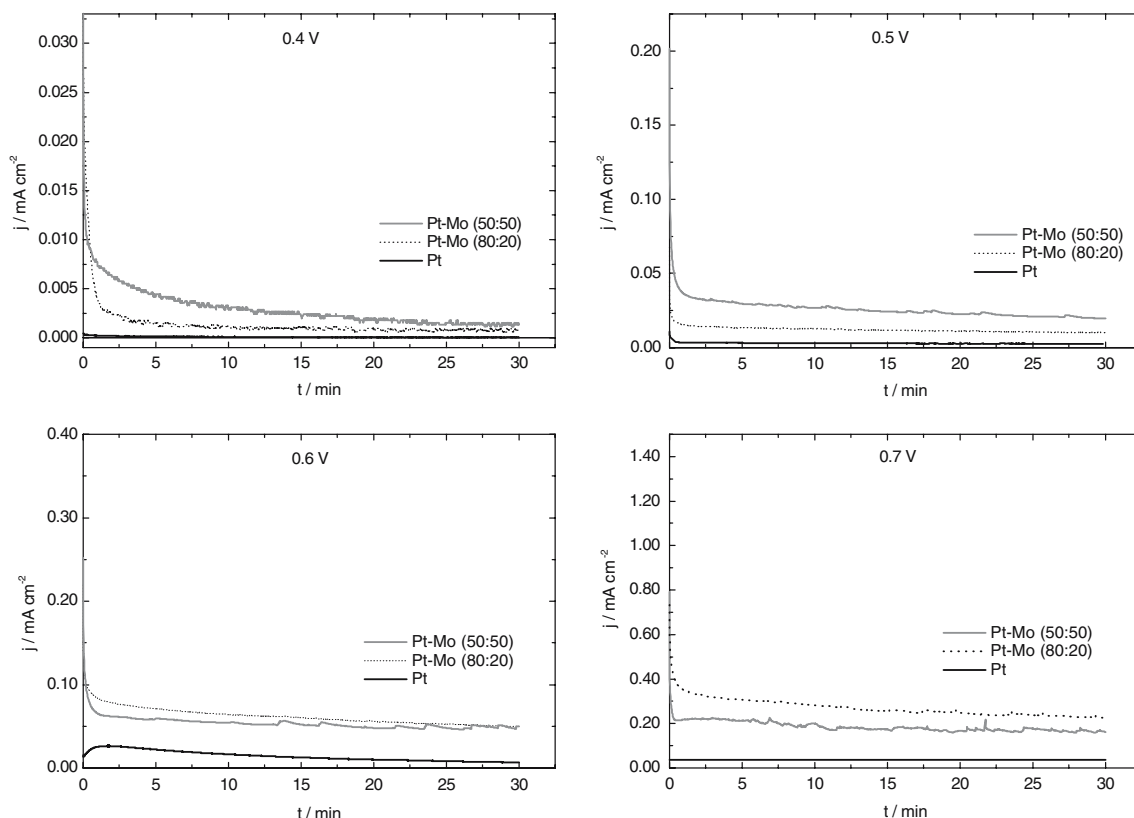 0.4 V
0.030
0.025
0.020
0.015
0.010
0.005
0.000
j / mA cm-2
Pt-Mo (50:50)
Pt-Mo (80:20)
Pt
0 5 10 15 20 25 30
t / min
0.5 V
0.20
0.15
0.10
0.05
0.00
j / mA cm-2
Pt-Mo (50:50)
Pt-Mo (80:20)
Pt
0 5 10 15 20 25 30
t / min
0.6 V
0.40
0.30
0.20
0.10
0.00
j / mA cm-2
Pt-Mo (50:50)
Pt-Mo (80:20)
Pt
0 5 10 15 20 25 30
t / min
0.7 V
1.40
1.20
1.00
0.80
0.60
0.40
0.20
0.00
j / mA cm-2
Pt-Mo (50:50)
Pt-Mo (80:20)
Pt
0 5 10 15 20 25 30
t / min